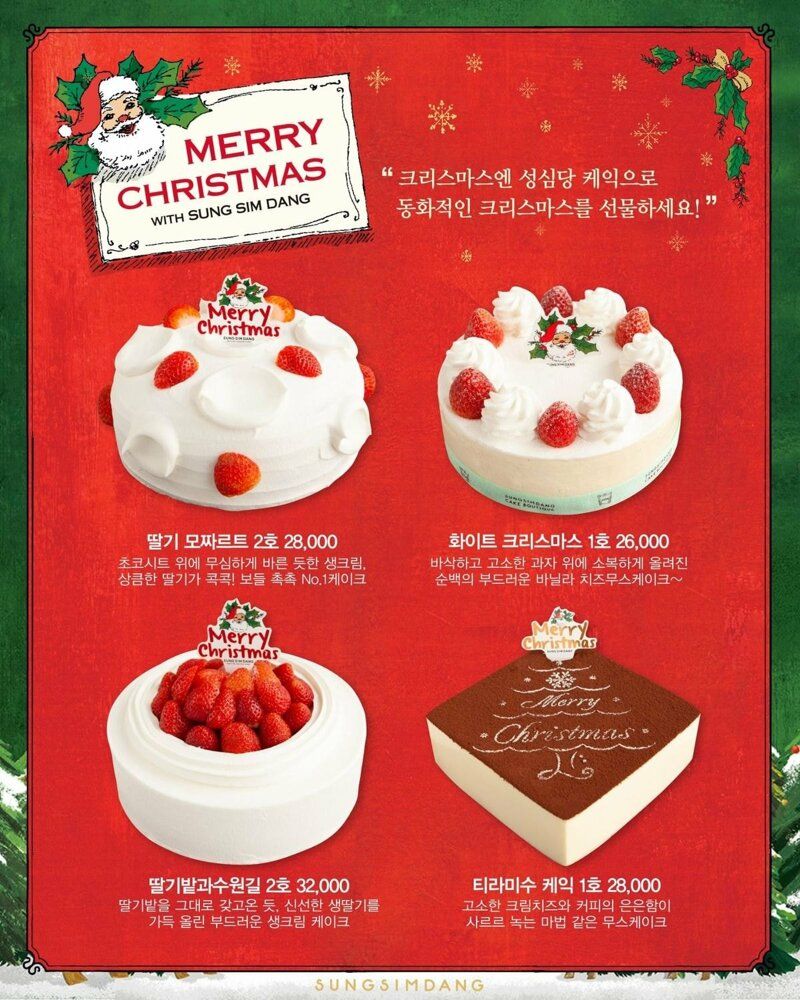 MERRY
CHRISTMAS
WITH SUNG SIM DANG
“ 크리스마스엔 성심당 케익으로
동화적인 크리스마스를 선물하세요! ”
Merry
Christmas
SUNG SIM DANG
딸기 모짜르트 2호 28,000
초코시트 위에 무심하게 바른 듯한 생크림,
상큼한 딸기가 콕콕! 보들 촉촉 No.1케이크
SUNGSIMDANG
CAKE BOUTIQUE
화이트 크리스마스 1호 26,000
바삭하고 고소한 과자 위에 소복하게 올려진
순백의 부드러운 바닐라 치즈무스케이크~
Merry
Christmas
SUNG SIM DANG
딸기밭과수원길 2호 32,000
딸기밭을 그대로 갖고온 듯, 신선한 생딸기를
가득 올린 부드러운 생크림 케이크
Merry
Christmas
SUNG SIM DANG
Merry
Christmas
티라미수 케익 1호 28,000
고소한 크림치즈와 커피의 은은함이
사르르 녹는 마법 같은 무스케이크
SUNGSIMDANG